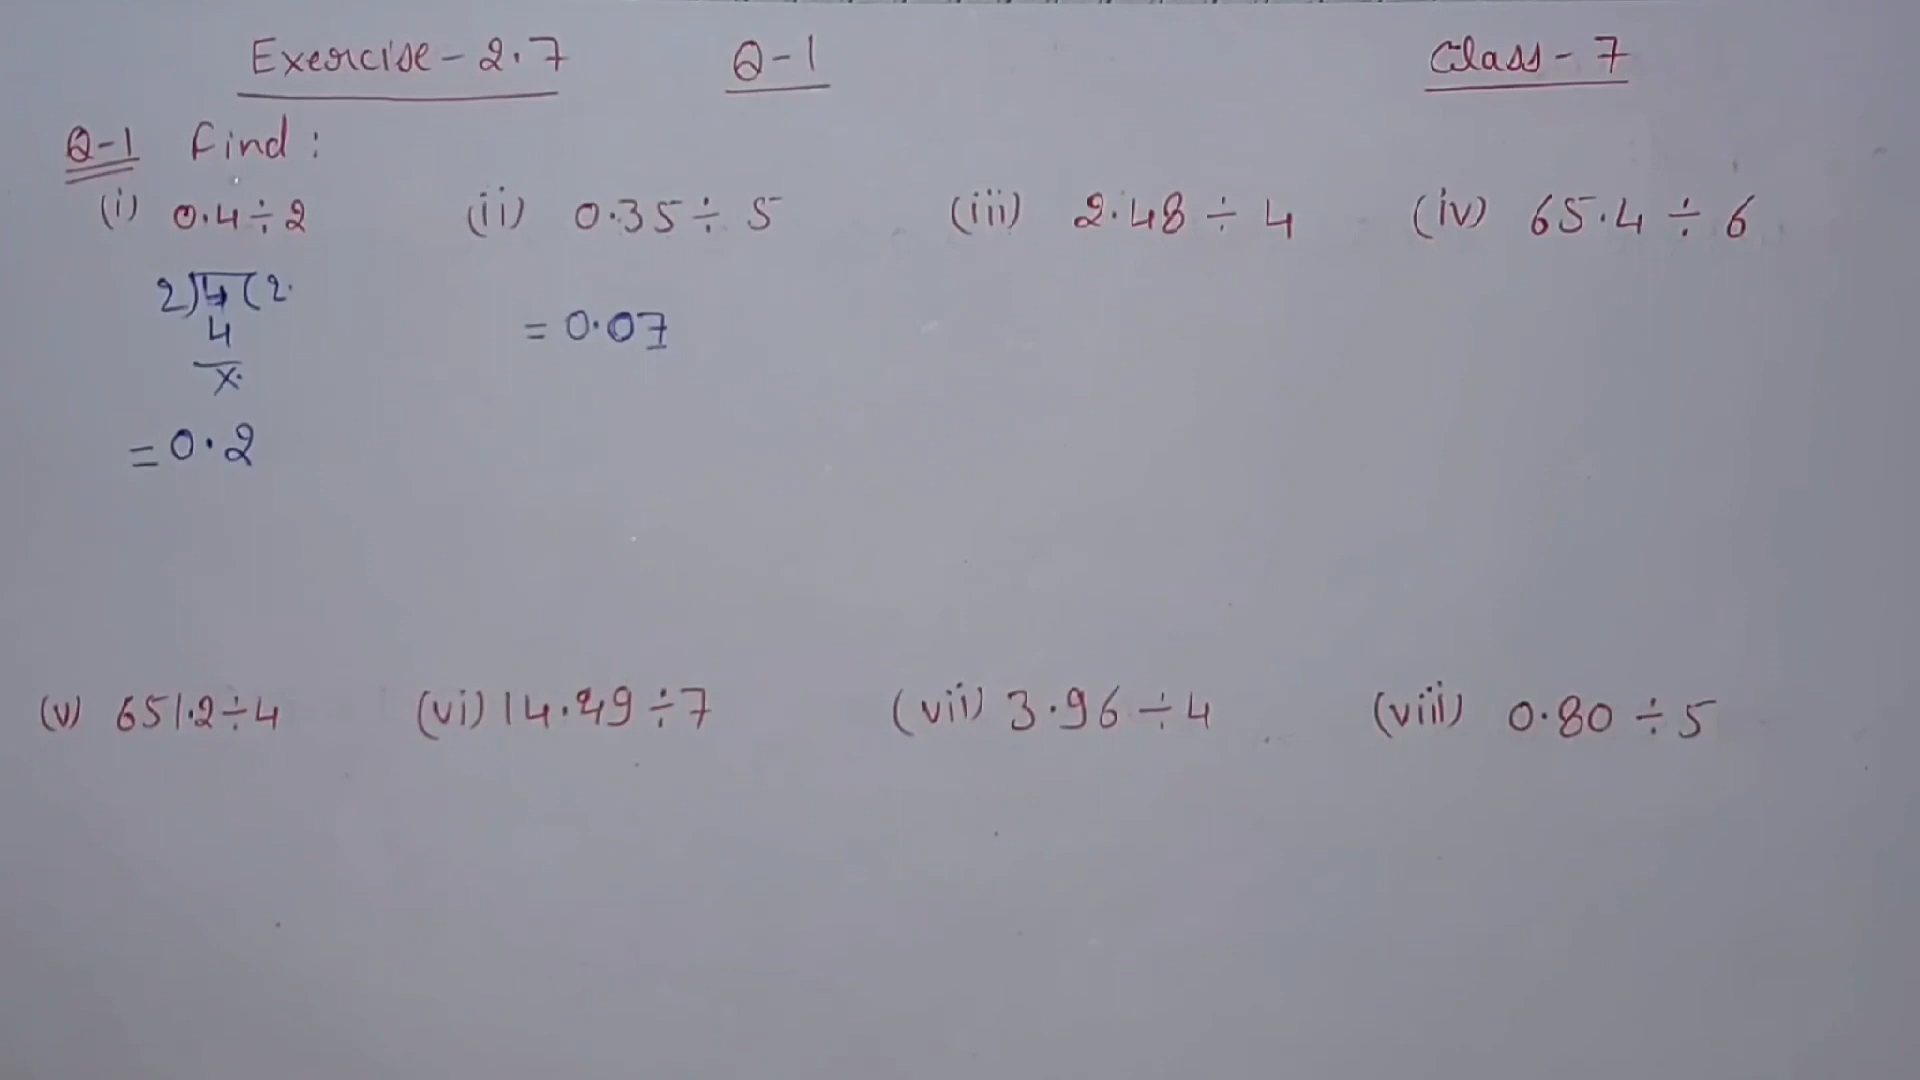 Exercise-2.7 Q-1 Class-7
Q-1 Find:
(i) 0.4÷2 (ii) 0.35÷5 (iii) 2.48÷4 (iv) 65.4÷6
2)4(2
4
x
=0.2
=0.07
(v) 651.2÷4 (vi) 14.49÷7 (vii) 3.96÷4 (viii) 0.80÷5